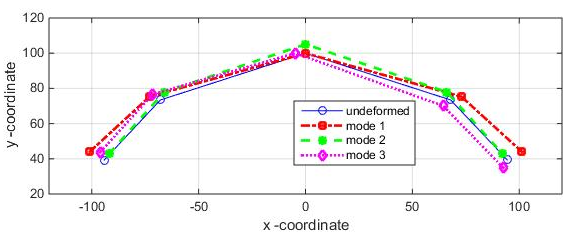 120
100
80
60
40
20
y -coordinate
undeformed
mode 1
mode 2
mode 3
-100
-50
0
50
100
x -coordinate